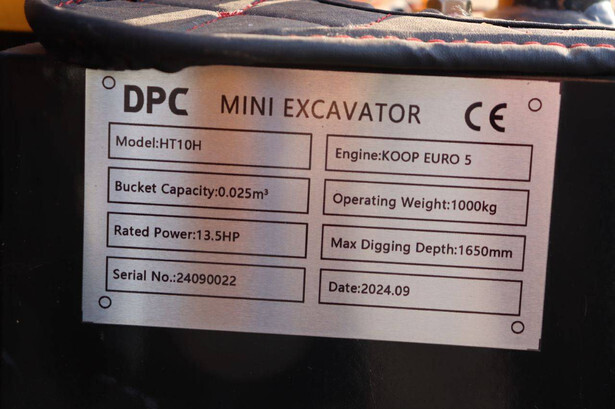 DPC MINI EXCAVATOR CE
Model:HT10H
Engine:KOOP EURO 5
Bucket Capacity:0.025m³
Operating Weight:1000kg
Rated Power:13.5HP
Max Digging Depth:1650mm
Serial No.:24090022
Date:2024.09